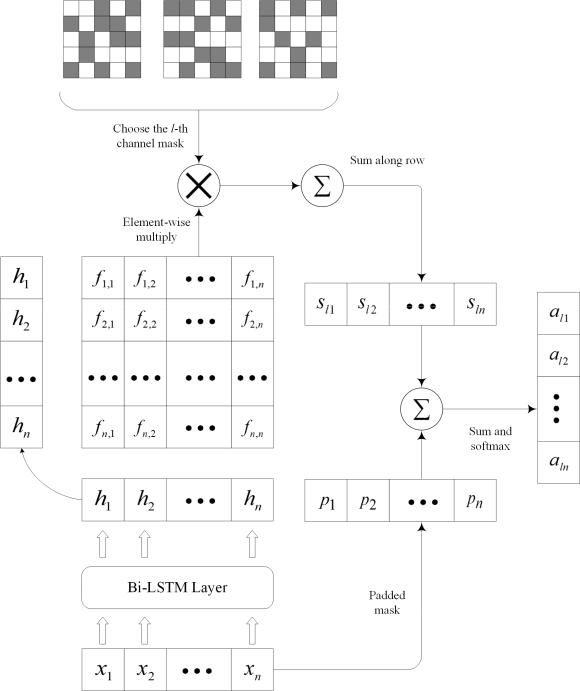 Choose the l-th
channel mask
Sum along row
∑
Element-wise
multiply
h1
h2
•••
hn
f1,1 f1,2 ••• f1,n
f2,1 f2,2 ••• f2,n
••• ••• ••• •••
fn,1 fn,2 ••• fn,n
sl1 sl2 ••• sln
al1
al2
•••
aln
∑
Sum and
softmax
h1 h2 ••• hn
p1 p2 ••• pn
Bi-LSTM Layer
Padded
mask
x1 x2 ••• xn